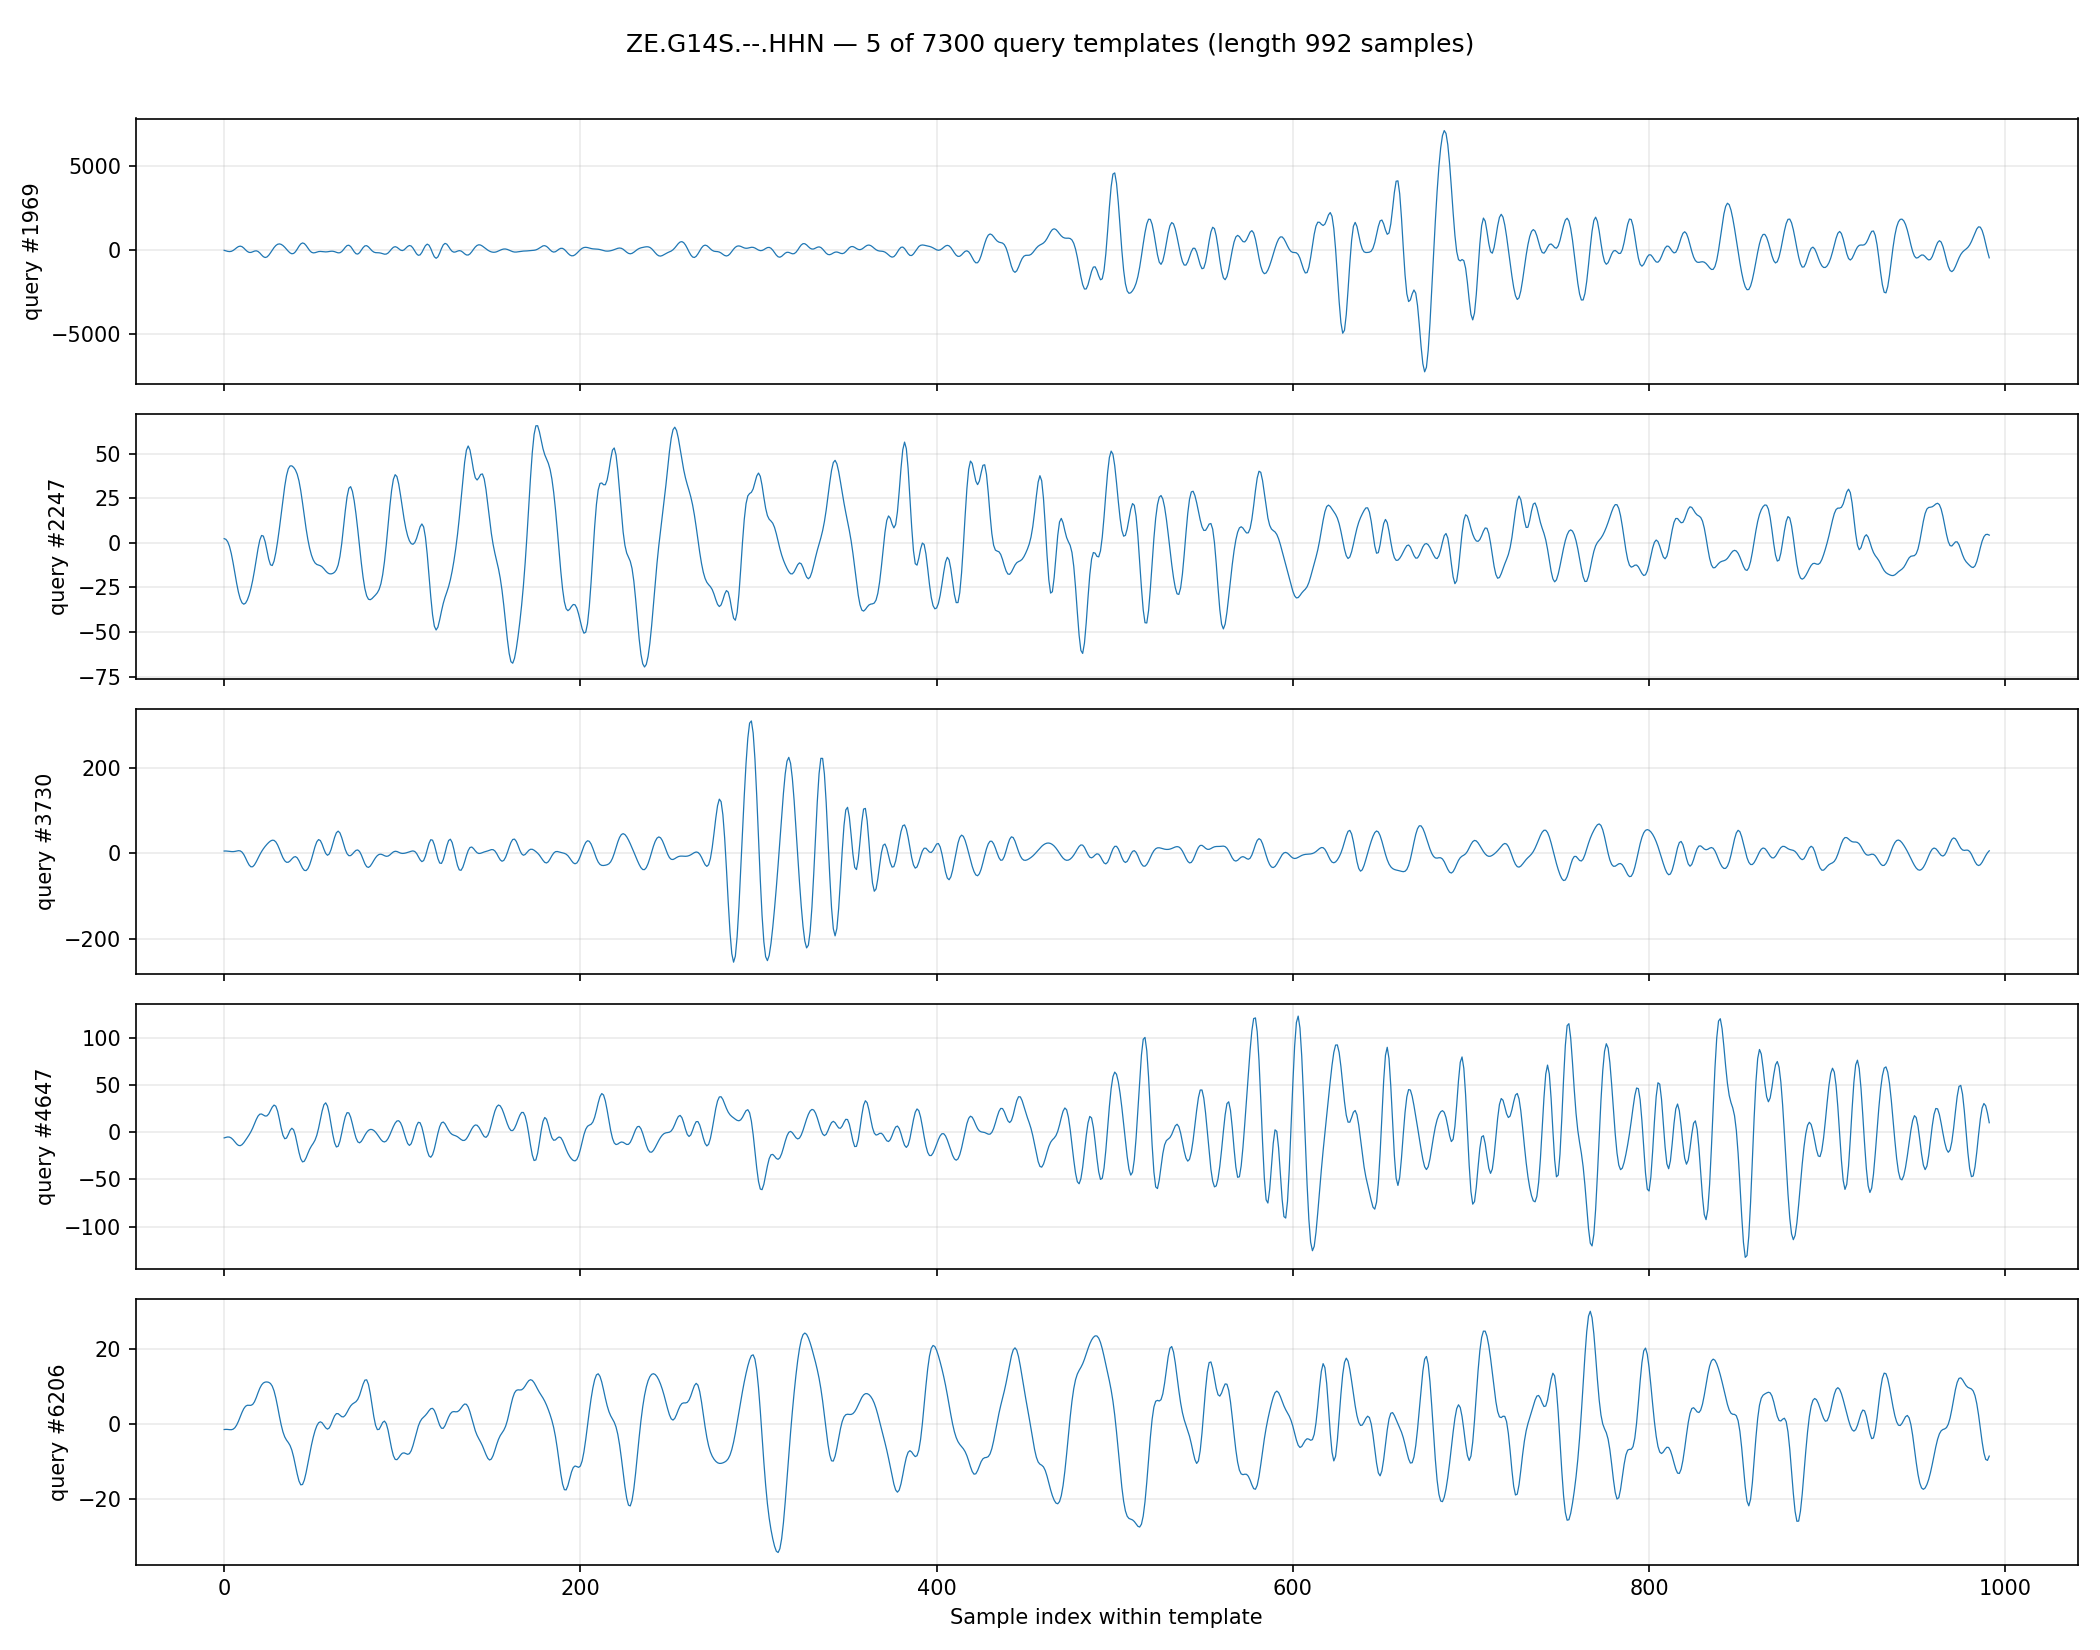 ZE.G14S.--.HHN — 5 of 7300 query templates (length 992 samples)
query #1969
5000
0
−5000
query #2247
50
25
0
−25
−50
−75
query #3730
200
0
−200
query #4647
100
50
0
−50
−100
query #6206
20
0
−20
0 200 400 600 800 1000
Sample index within template